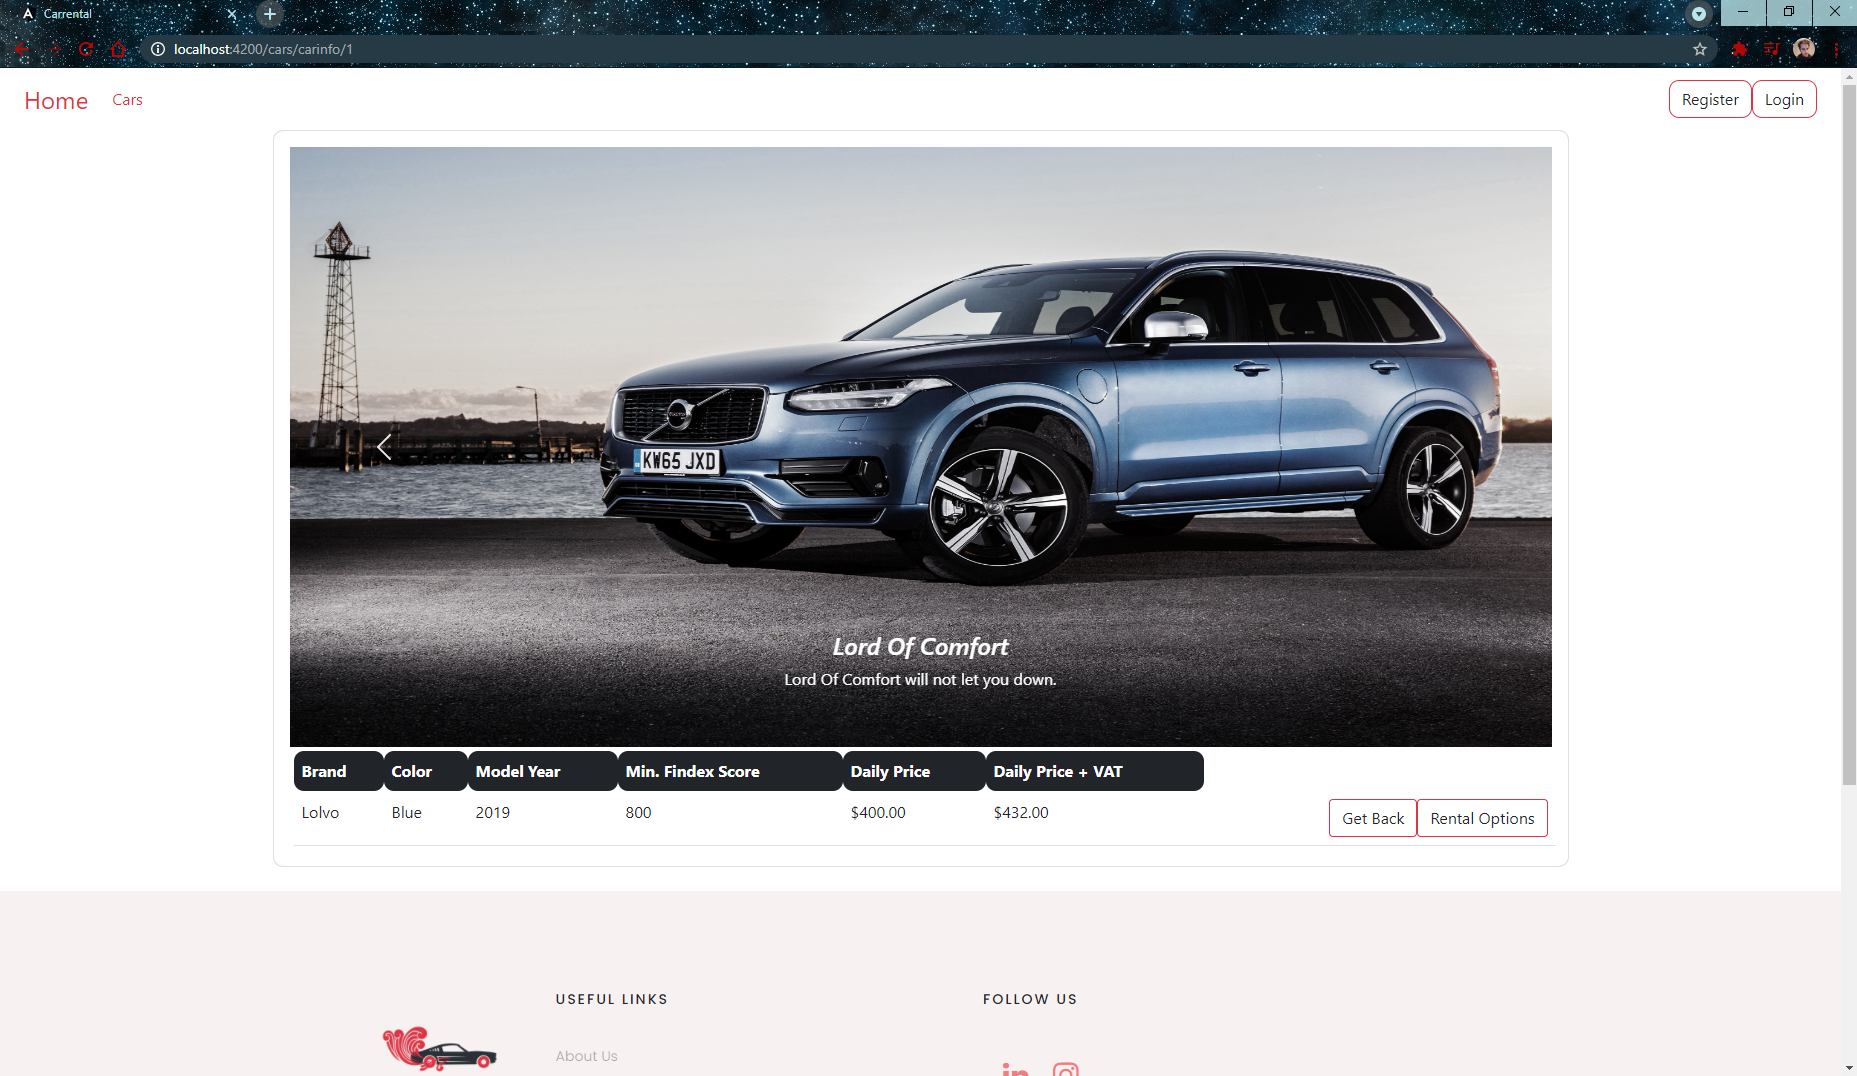 Carrental
localhost:4200/cars/carinfo/1
Home Cars Register Login
KW65 JXD
Lord Of Comfort
Lord Of Comfort will not let you down.
Brand Color Model Year Min. Findex Score Daily Price Daily Price + VAT
Lolvo Blue 2019 800 $400.00 $432.00 Get Back Rental Options
USEFUL LINKS FOLLOW US
About Us